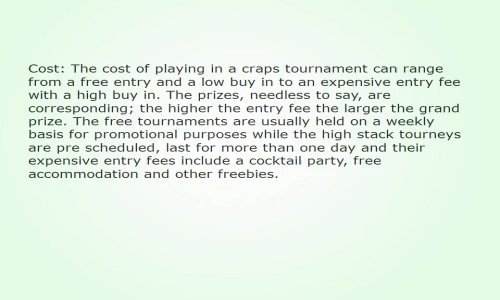 Cost: The cost of playing in a craps tournament can range
from a free entry and a low buy in to an expensive entry fee
with a high buy in. The prizes, needless to say, are
corresponding; the higher the entry fee the larger the grand
prize. The free tournaments are usually held on a weekly
basis for promotional purposes while the high stack tourneys
are pre scheduled, last for more than one day and their
expensive entry fees include a cocktail party, free
accommodation and other freebies.